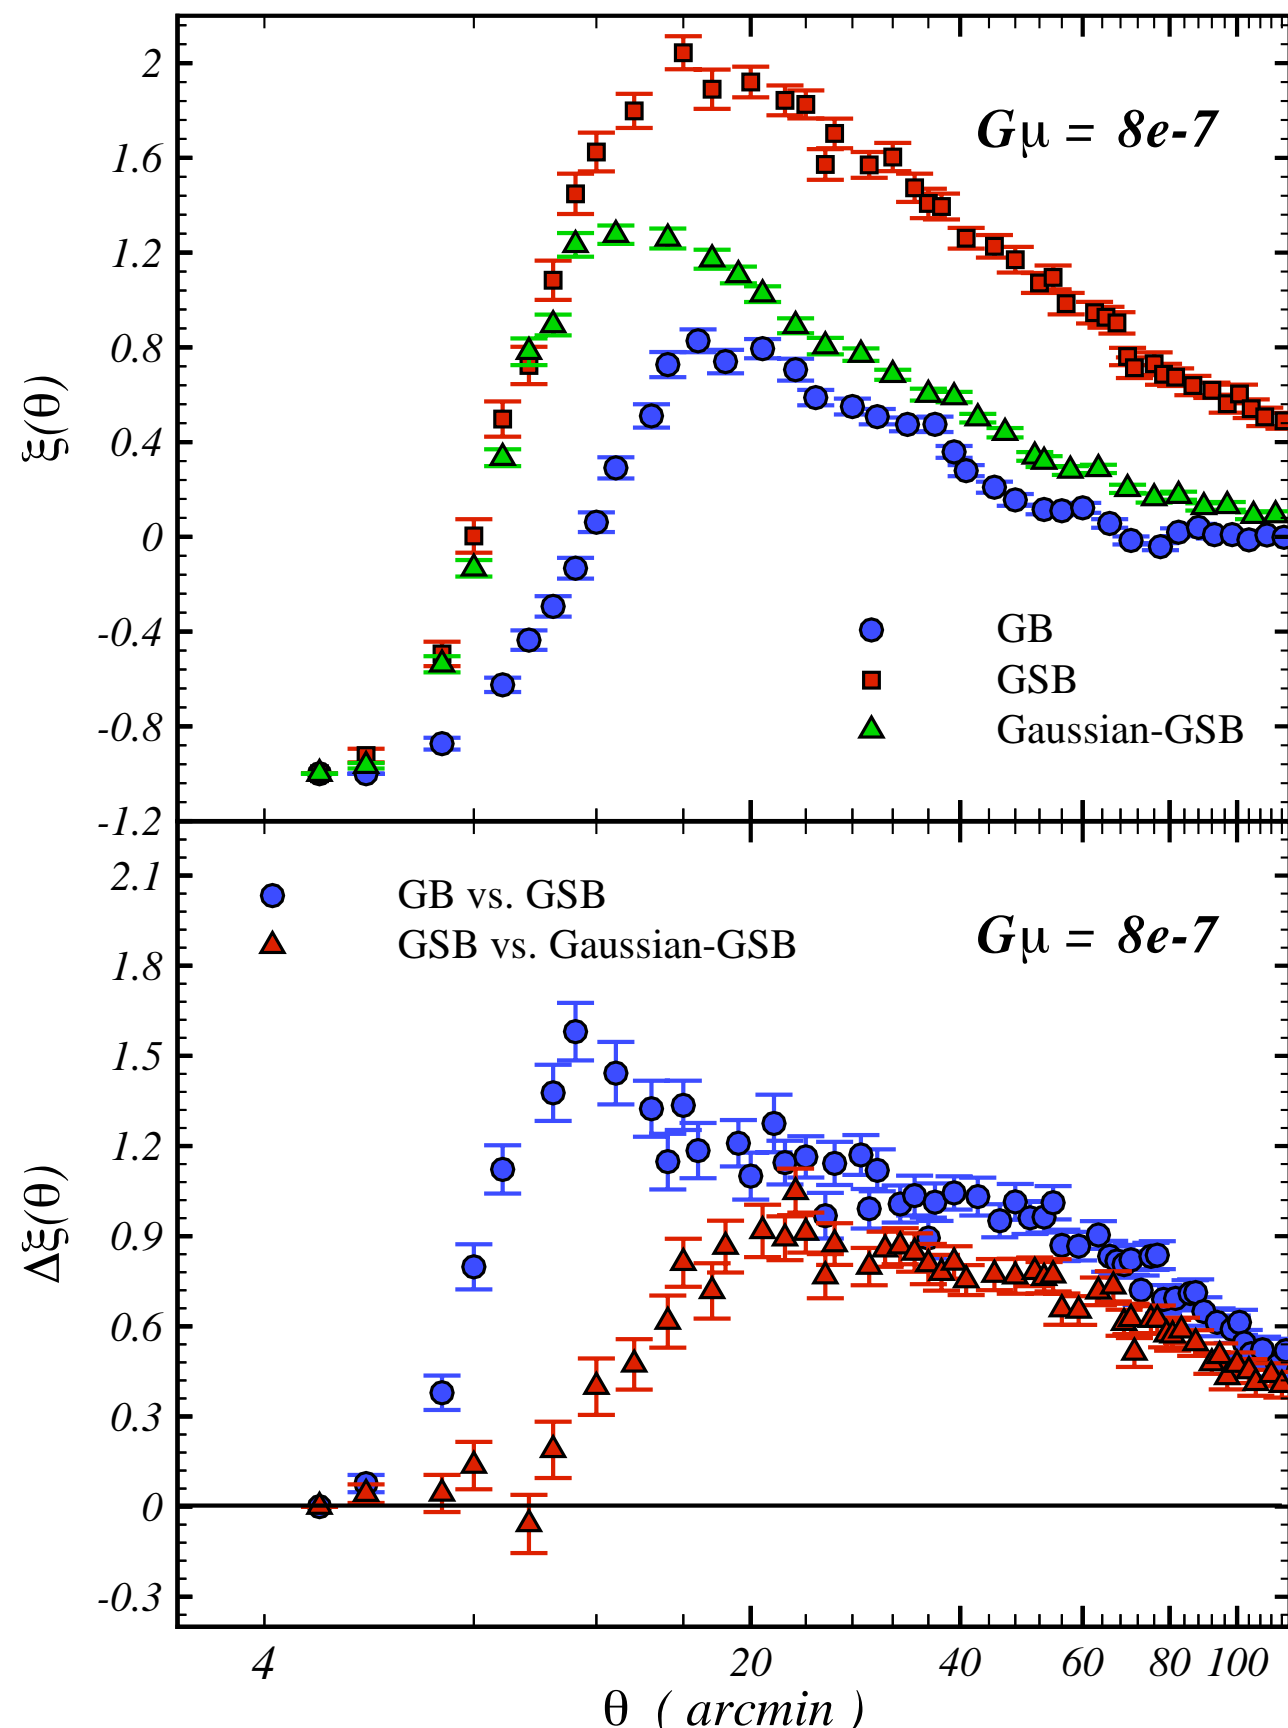 2
1.6
1.2
0.8
0.4
0
-0.4
-0.8
-1.2
ξ(θ)
Gμ = 8e-7
GB
GSB
Gaussian-GSB
2.1
1.8
1.5
1.2
0.9
0.6
0.3
0
-0.3
Δξ(θ)
GB vs. GSB
GSB vs. Gaussian-GSB
Gμ = 8e-7
4 20 40 60 80 100
θ ( arcmin )